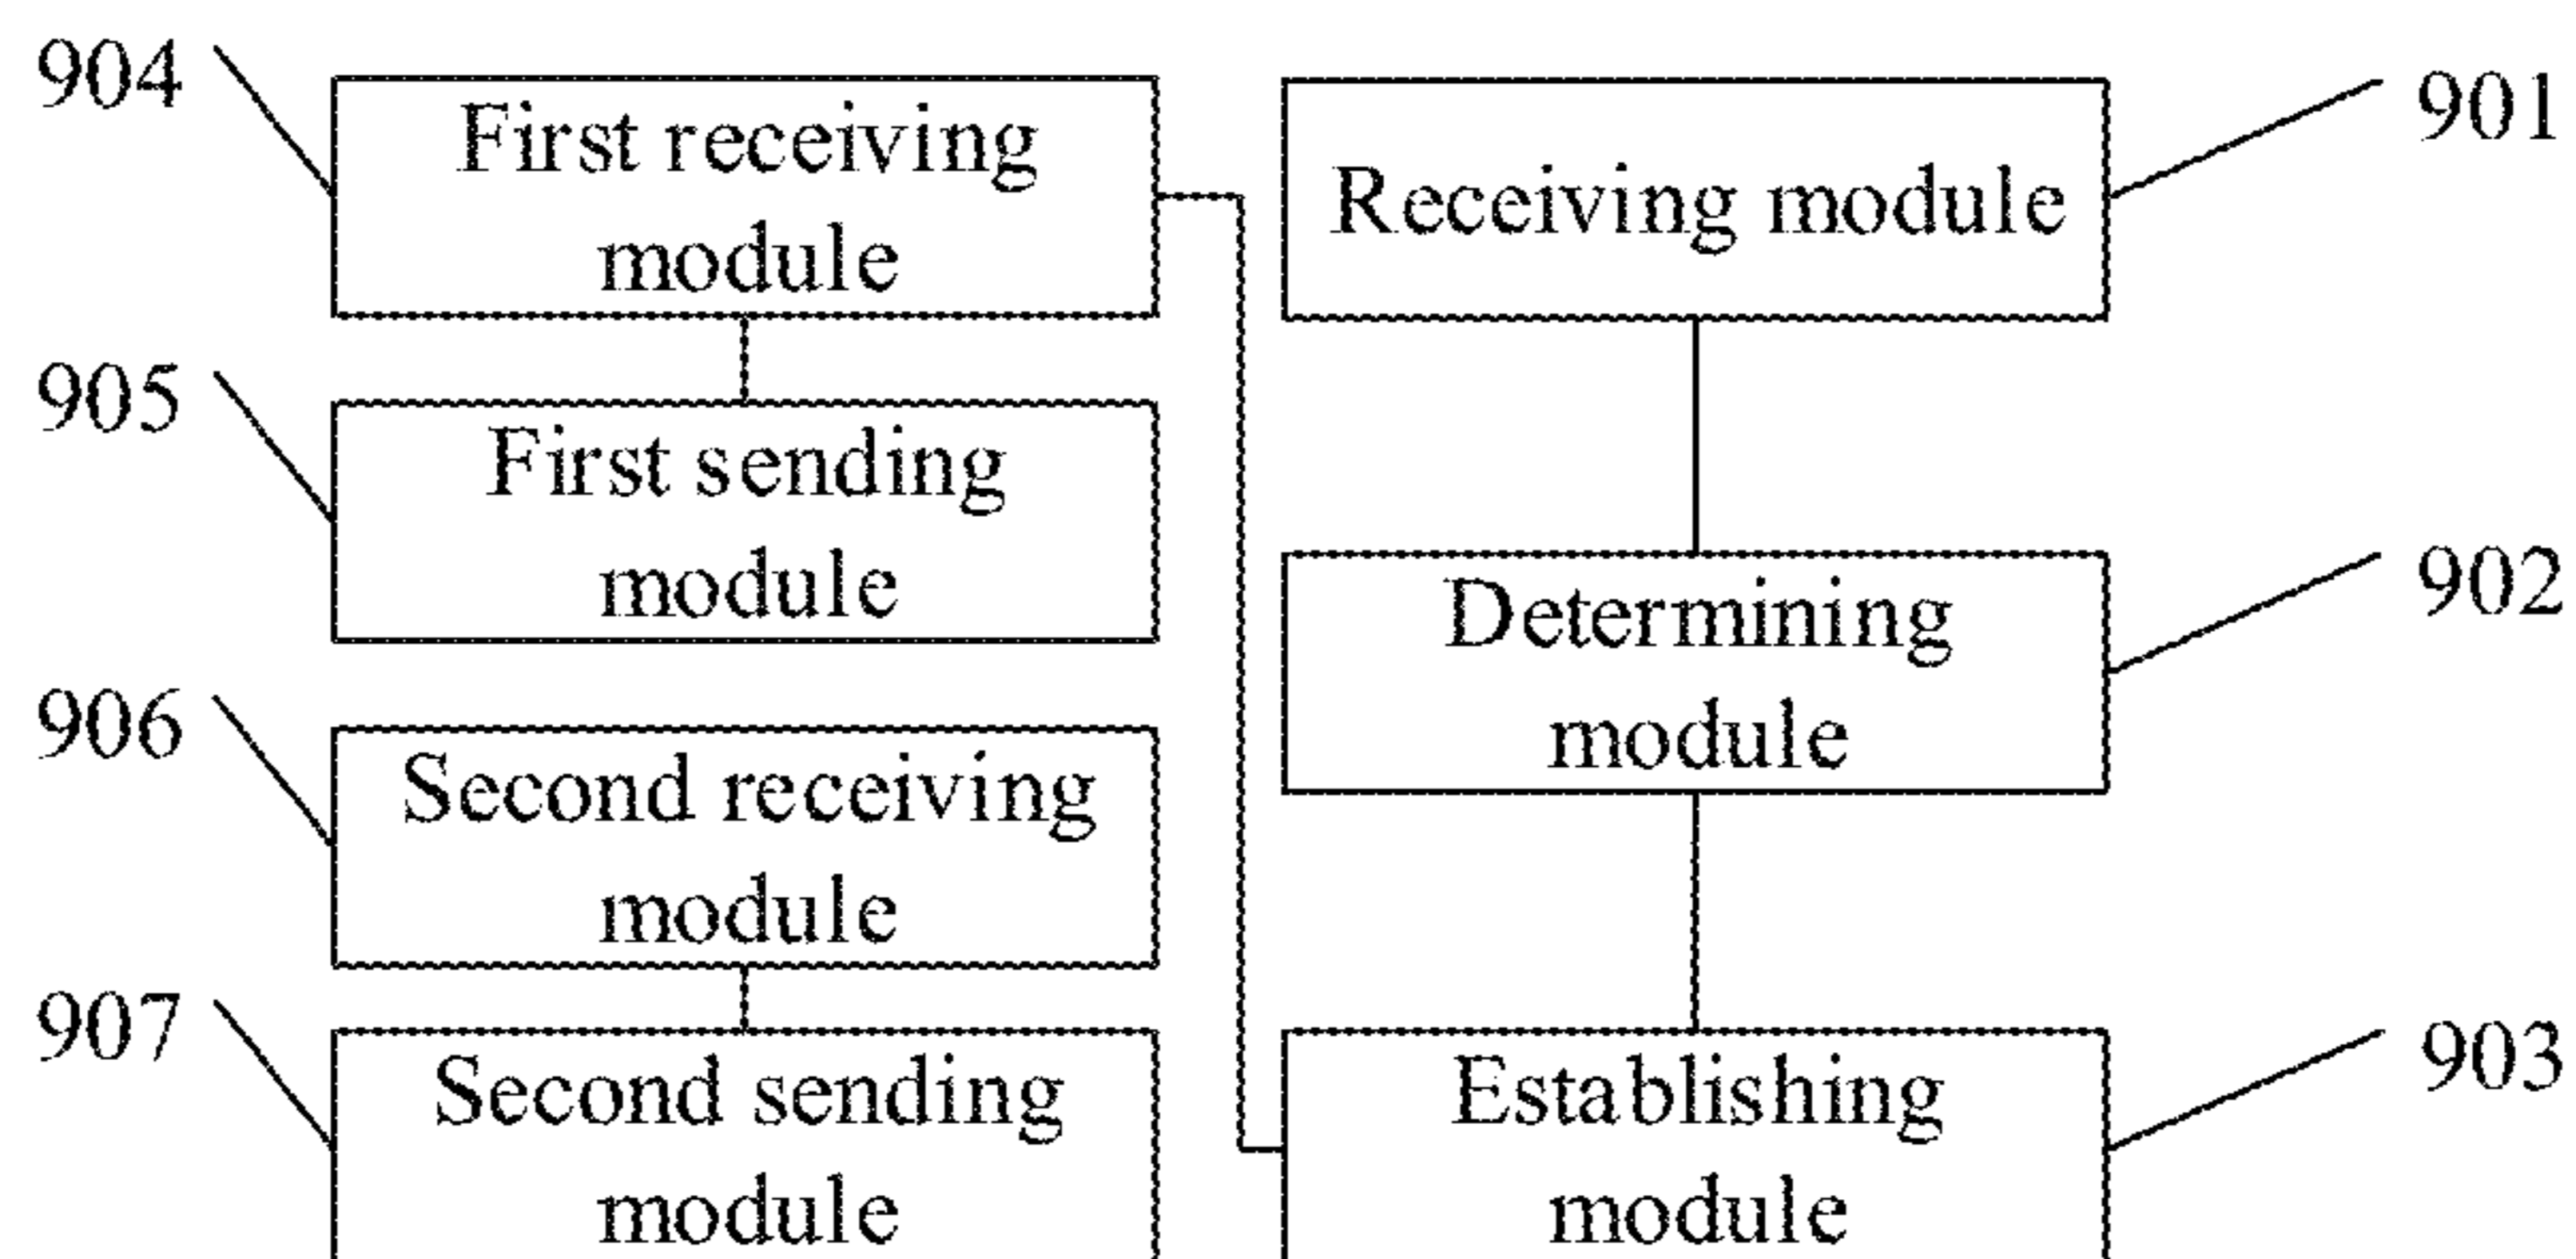 904
First receiving
module
905
First sending
module
906
Second receiving
module
907
Second sending
module
Receiving module
901
Determining
module
902
Establishing
module
903